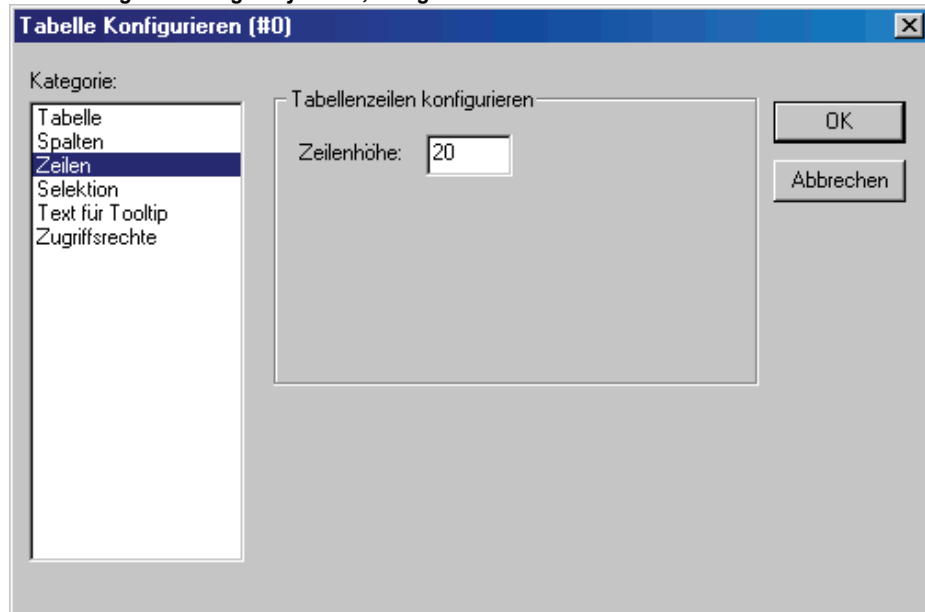 Tabelle Konfigurieren (#0)
Kategorie:
Tabelle
Spalten
Zeilen
Selektion
Text für Tooltip
Zugriffsrechte
Tabellenzeilen konfigurieren
Zeilenhöhe: 20
OK
Abbrechen